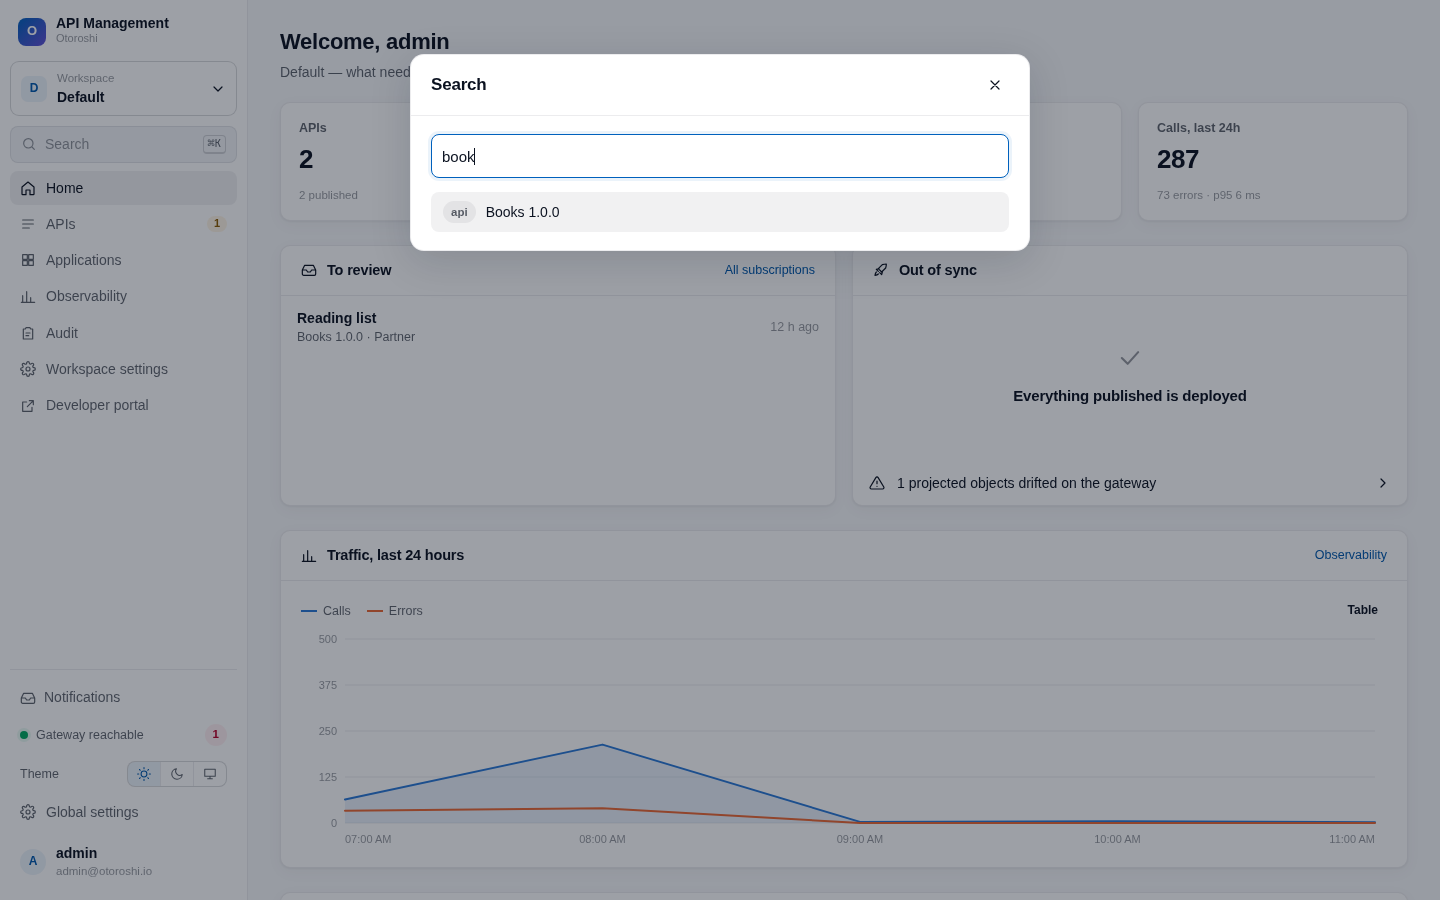 API Management
Otoroshi
D
Workspace
Default
Search
⌘K
Home
APIs
1
Applications
Observability
Audit
Workspace settings
Developer portal
Notifications
Gateway reachable
1
Theme
Global settings
A
admin
admin@otoroshi.io
O
Welcome, admin
Default — what need
APIs
2
2 published
Calls, last 24h
287
73 errors · p95 6 ms
Search
book
api Books 1.0.0
To review
All subscriptions
Reading list
Books 1.0.0 · Partner
12 h ago
Out of sync
Everything published is deployed
1 projected objects drifted on the gateway
Traffic, last 24 hours
Observability
Calls Errors
Table
500
375
250
125
0
07:00 AM 08:00 AM 09:00 AM 10:00 AM 11:00 AM